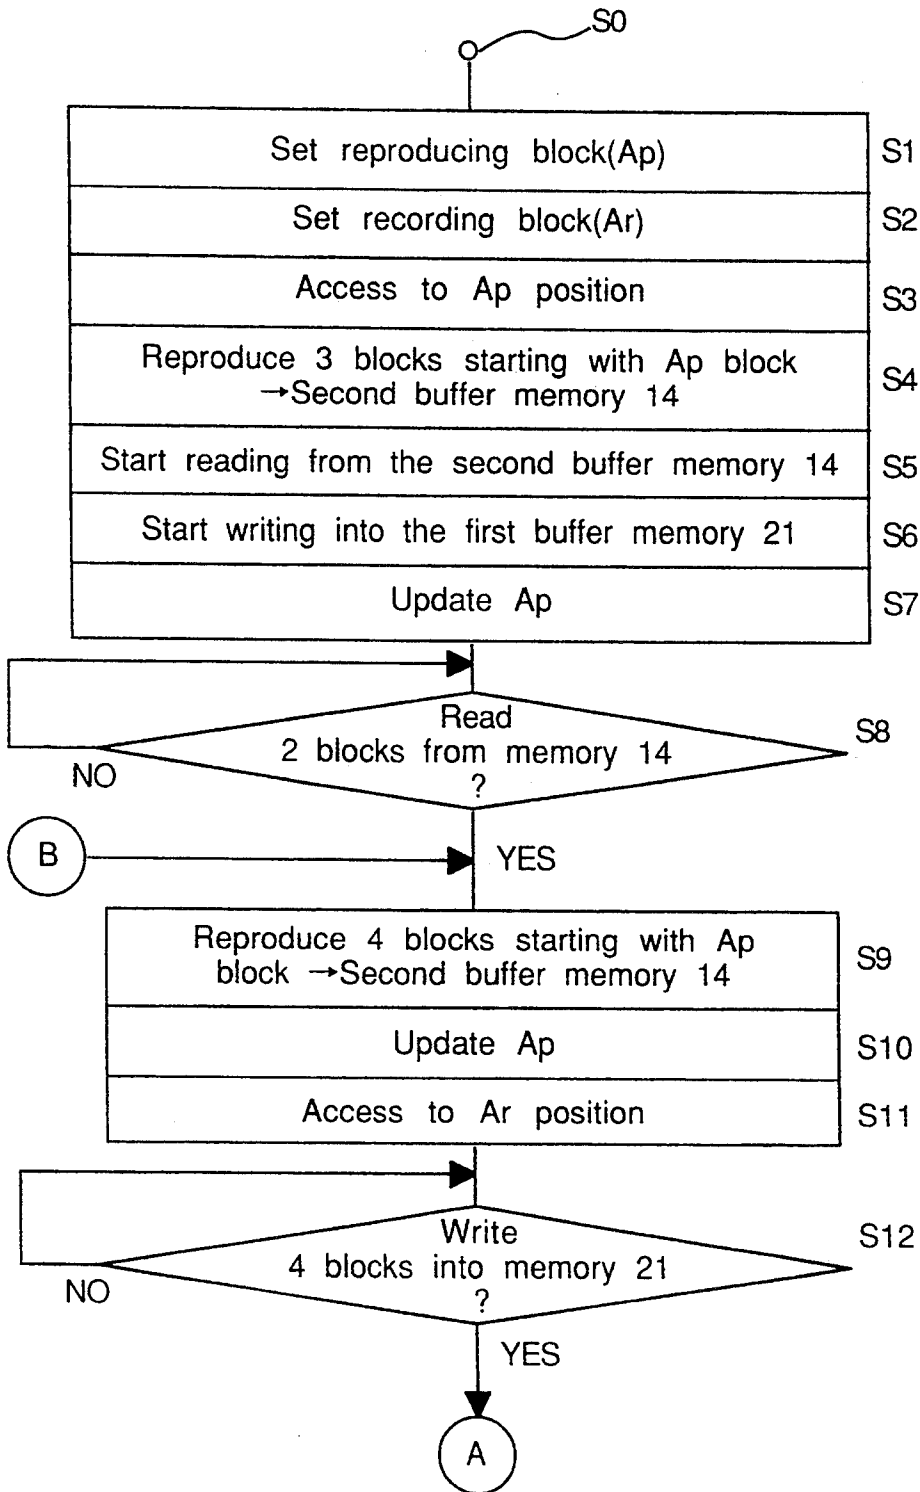 S0
Set reproducing block(Ap)
S1
Set recording block(Ar)
S2
Access to Ap position
S3
Reproduce 3 blocks starting with Ap block
→Second buffer memory 14
S4
Start reading from the second buffer memory 14
S5
Start writing into the first buffer memory 21
S6
Update Ap
S7
Read
2 blocks from memory 14
?
S8
NO
B
YES
Reproduce 4 blocks starting with Ap
block →Second buffer memory 14
S9
Update Ap
S10
Access to Ar position
S11
Write
4 blocks into memory 21
?
S12
NO
YES
A